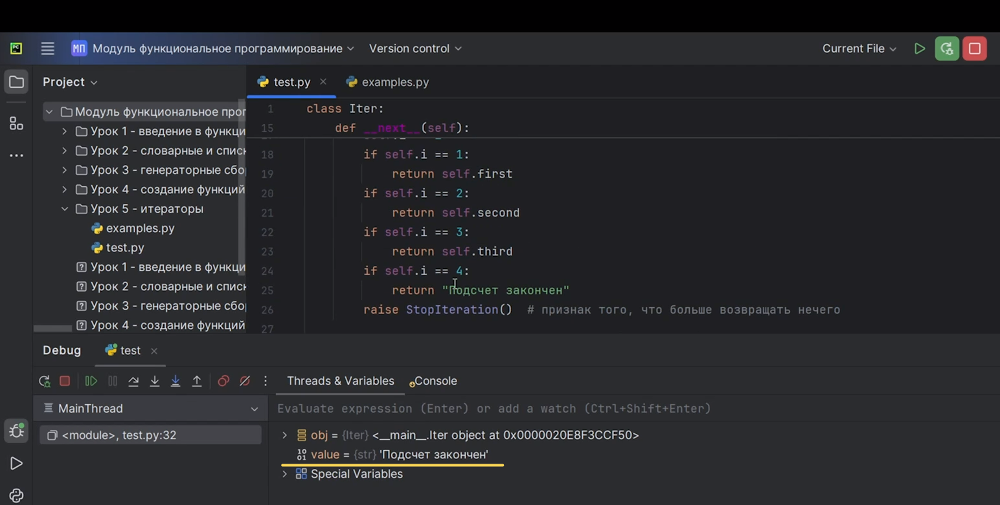 PC МП Модуль функциональное программирование Version control Current File
Project
test.py examples.py
Модуль функциональное прог
Урок 1 - введение в функци
Урок 2 - словарные и списк
Урок 3 - генераторные сбо
Урок 4 - создание функций
Урок 5 - итераторы
examples.py
test.py
Урок 1 - введение в функци
Урок 2 - словарные и списк
Урок 3 - генераторные сбо
Урок 4 - создание функций
1 class Iter:
15 def __next__(self):
18 if self.i == 1:
19 return self.first
20 if self.i == 2:
21 return self.second
22 if self.i == 3:
23 return self.third
24 if self.i == 4:
25 return "Подсчет закончен"
26 raise StopIteration() # признак того, что больше возвращать нечего
27
Debug test
Threads & Variables Console
MainThread
<module>, test.py:32
Evaluate expression (Enter) or add a watch (Ctrl+Shift+Enter)
obj = {Iter} <__main__.Iter object at 0x0000020E8F3CCF50>
value = {str} 'Подсчет закончен'
Special Variables